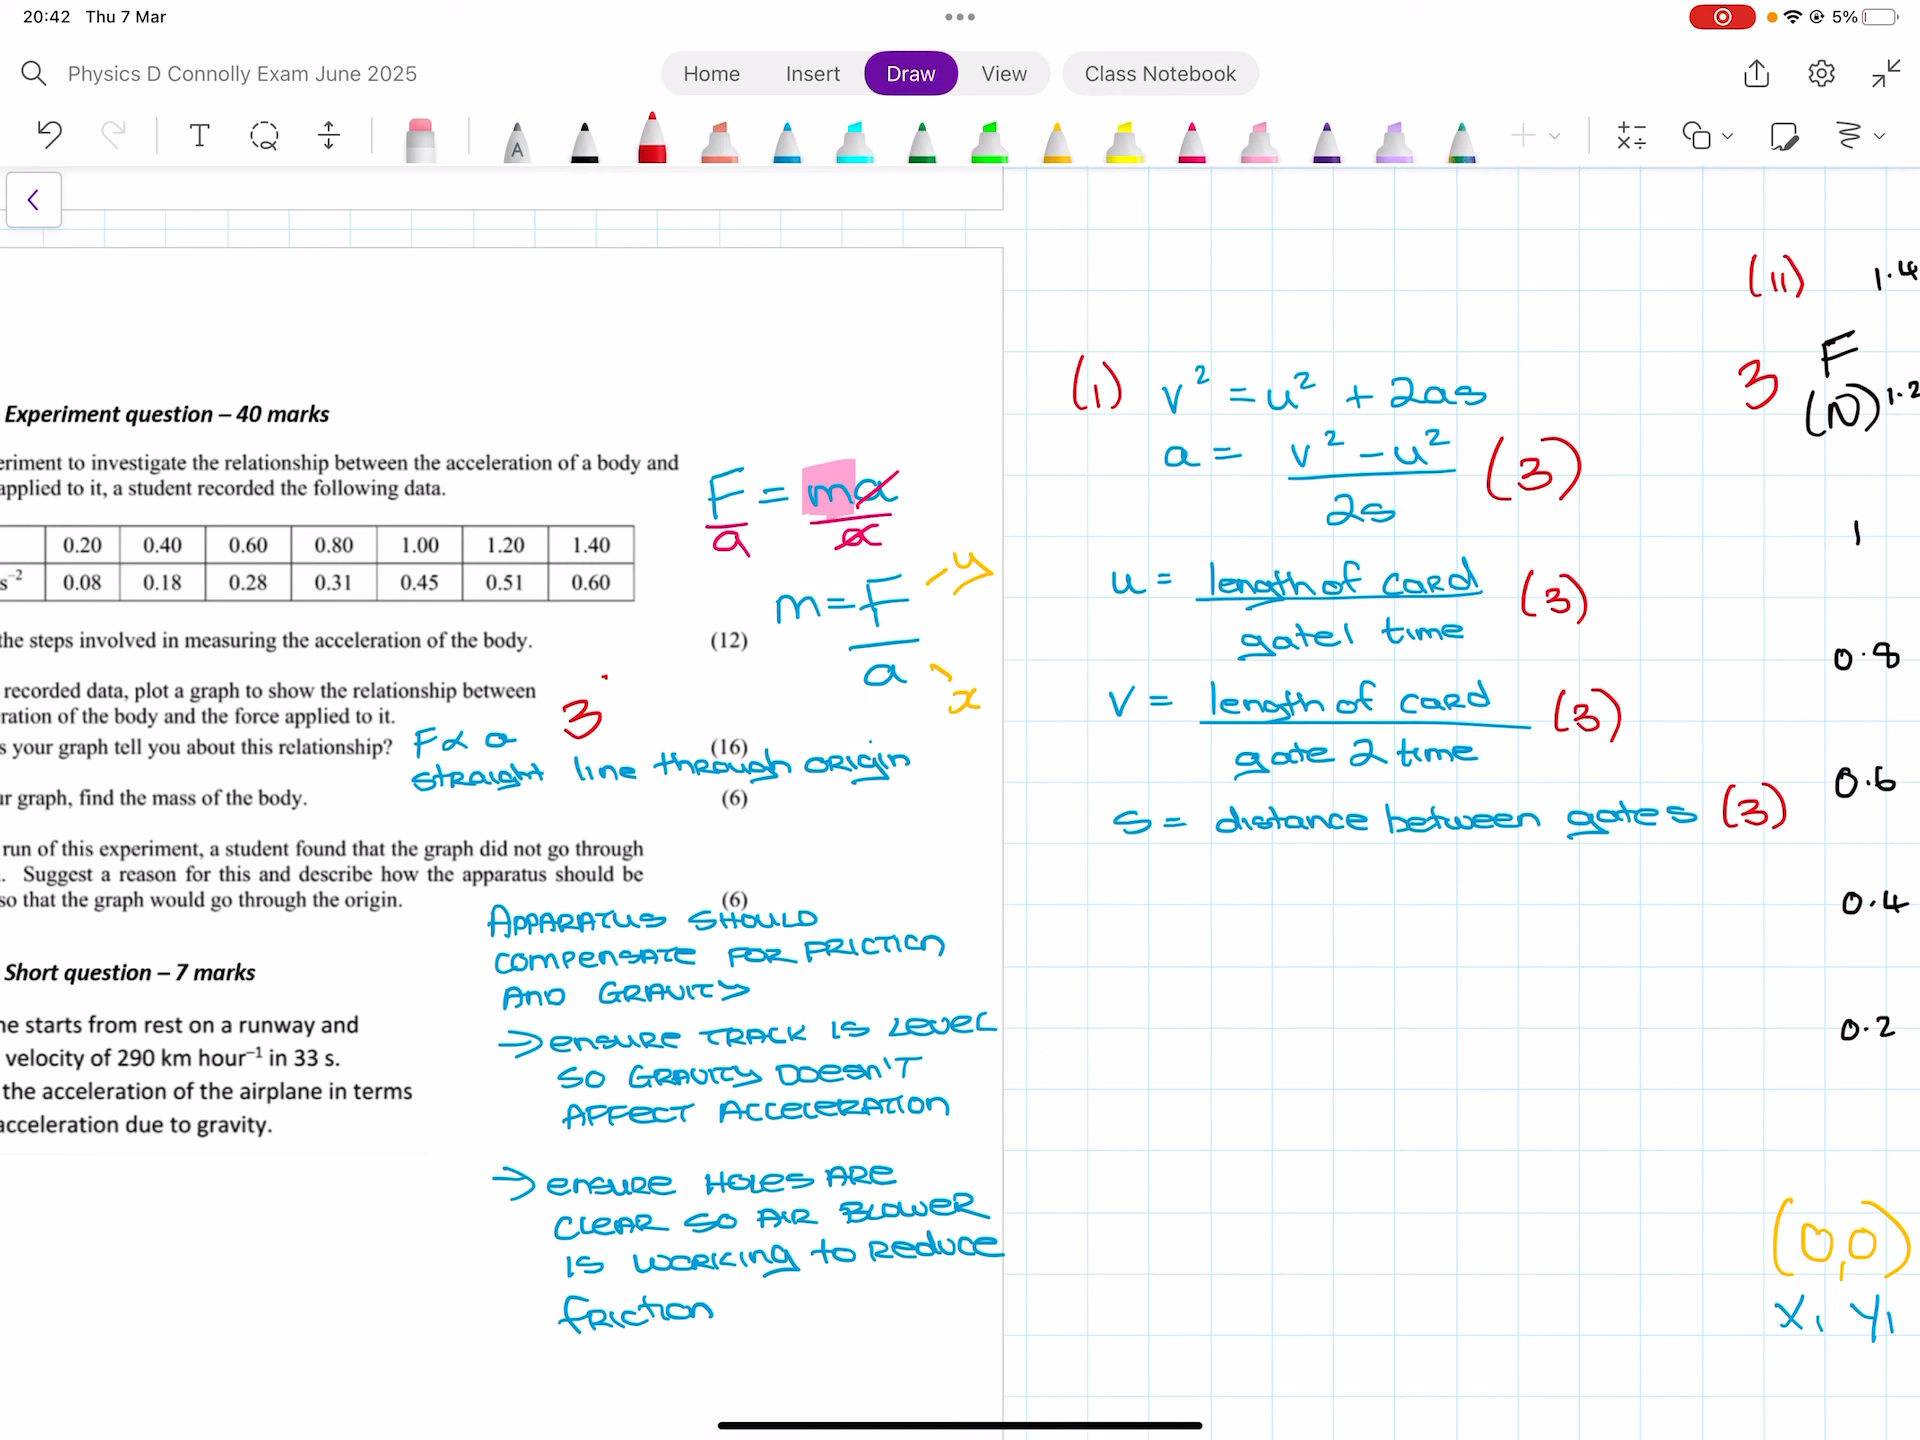 20:42 Thu 7 Mar
5%
Physics D Connolly Exam June 2025
Home Insert Draw View Class Notebook
T
A
Experiment question – 40 marks
eriment to investigate the relationship between the acceleration of a body and
applied to it, a student recorded the following data.
0.20 0.40 0.60 0.80 1.00 1.20 1.40
s⁻² 0.08 0.18 0.28 0.31 0.45 0.51 0.60
the steps involved in measuring the acceleration of the body. (12)
recorded data, plot a graph to show the relationship between
ration of the body and the force applied to it.
s your graph tell you about this relationship? (16)
F∝ a
3
straight line through origin
ur graph, find the mass of the body. (6)
run of this experiment, a student found that the graph did not go through
. Suggest a reason for this and describe how the apparatus should be
so that the graph would go through the origin. (6)
APPARATUS SHOULD
COMPENSATE FOR FRICTION
AND GRAVITY
→ ENSURE TRACK IS LEVEL
SO GRAVITY DOESN'T
AFFECT ACCELERATION
→ ENSURE HOLES ARE
CLEAR SO AIR BLOWER
IS WORKING to REDUCE
fRICTION
Short question – 7 marks
ne starts from rest on a runway and
velocity of 290 km hour⁻¹ in 33 s.
the acceleration of the airplane in terms
acceleration due to gravity.
F = ma
a a
m = F y
a x
(i) v² = u² + 2as
a = v² - u² (3)
2s
u = length of card (3)
gate1 time
v = length of card (3)
gate 2 time
s = distance between gates (3)
(ii) 1.4
3 F
(N) 1.2
1
0.8
0.6
0.4
0.2
(0,0)
x₁ y₁